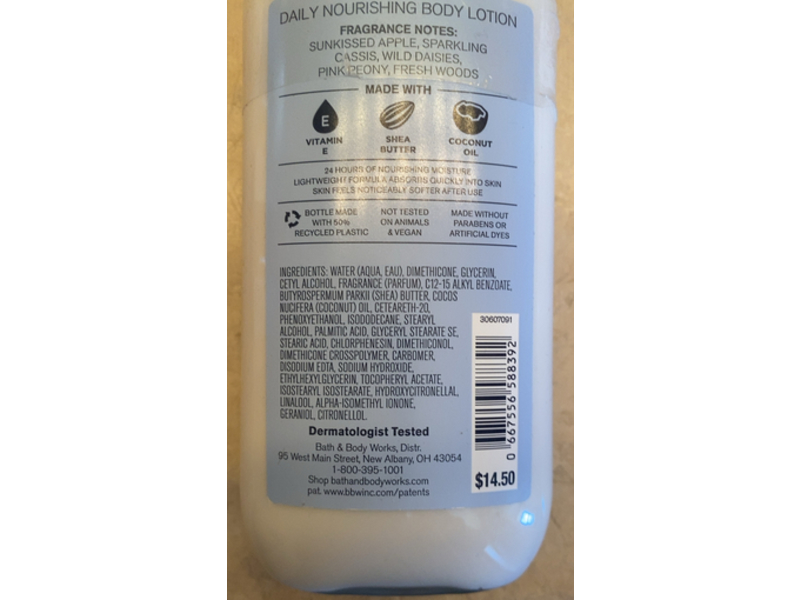 DAILY NOURISHING BODY LOTION
FRAGRANCE NOTES:
SUNKISSED APPLE, SPARKLING
CASSIS, WILD DAISIES,
PINK PEONY, FRESH WOODS
MADE WITH
E
VITAMIN
E
SHEA
BUTTER
COCONUT
OIL
24 HOURS OF NOURISHING MOISTURE
LIGHTWEIGHT FORMULA ABSORBS QUICKLY INTO SKIN
SKIN FEELS NOTICEABLY SOFTER AFTER USE
BOTTLE MADE
WITH 50%
RECYCLED PLASTIC
NOT TESTED
ON ANIMALS
& VEGAN
MADE WITHOUT
PARABENS OR
ARTIFICIAL DYES
INGREDIENTS: WATER (AQUA, EAU), DIMETHICONE, GLYCERIN,
CETYL ALCOHOL, FRAGRANCE (PARFUM), C12-15 ALKYL BENZOATE,
BUTYROSPERMUM PARKII (SHEA) BUTTER, COCOS
NUCIFERA (COCONUT) OIL, CETEARETH-20,
PHENOXYETHANOL, ISODODECANE, STEARYL
ALCOHOL, PALMITIC ACID, GLYCERYL STEARATE SE,
STEARIC ACID, CHLORPHENESIN, DIMETHICONOL,
DIMETHICONE CROSSPOLYMER, CARBOMER,
DISODIUM EDTA, SODIUM HYDROXIDE,
ETHYLHEXYLGLYCERIN, TOCOPHERYL ACETATE,
ISOSTEARYL ISOSTEARATE, HYDROXYCITRONELLAL,
LINALOOL, ALPHA-ISOMETHYL IONONE,
GERANIOL, CITRONELLOL.
30607091
0 667556 588392
$14.50
Dermatologist Tested
Bath & Body Works, Distr.
95 West Main Street, New Albany, OH 43054
1-800-395-1001
Shop bathandbodyworks.com
pat. www.bbwinc.com/patents